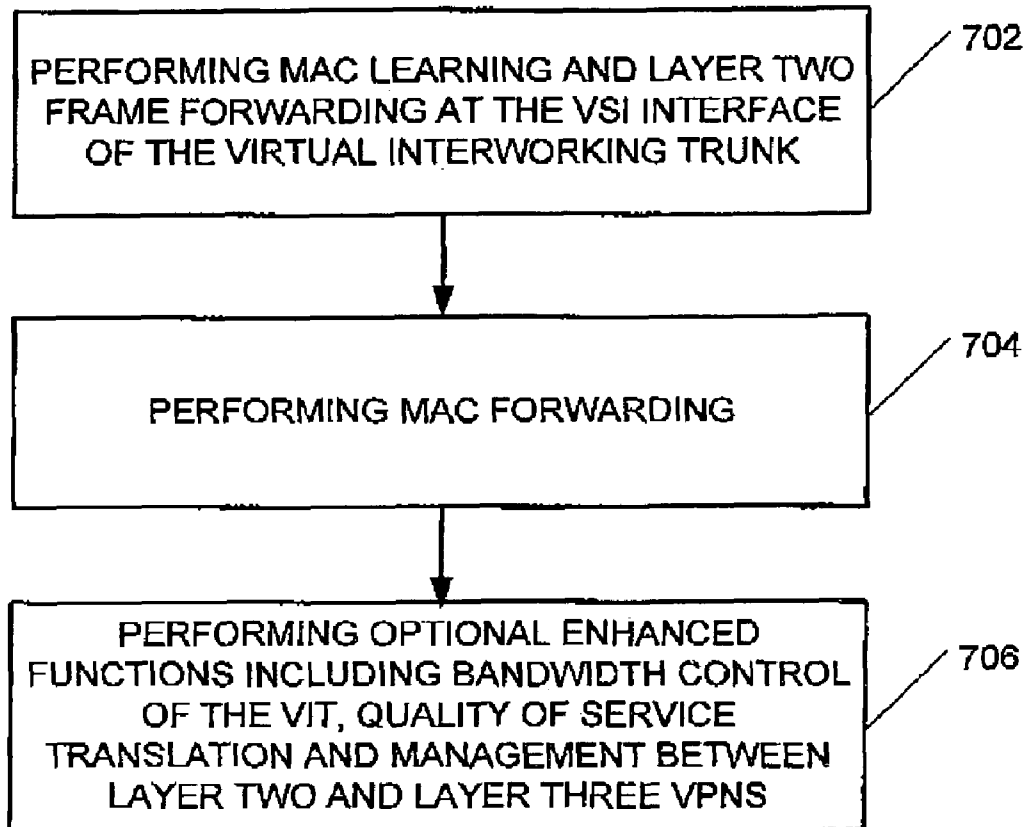 702
PERFORMING MAC LEARNING AND LAYER TWO
FRAME FORWARDING AT THE VSI INTERFACE
OF THE VIRTUAL INTERWORKING TRUNK
704
PERFORMING MAC FORWARDING
PERFORMING OPTIONAL ENHANCED
FUNCTIONS INCLUDING BANDWIDTH CONTROL
OF THE VIT, QUALITY OF SERVICE
TRANSLATION AND MANAGEMENT BETWEEN
LAYER TWO AND LAYER THREE VPNS
706